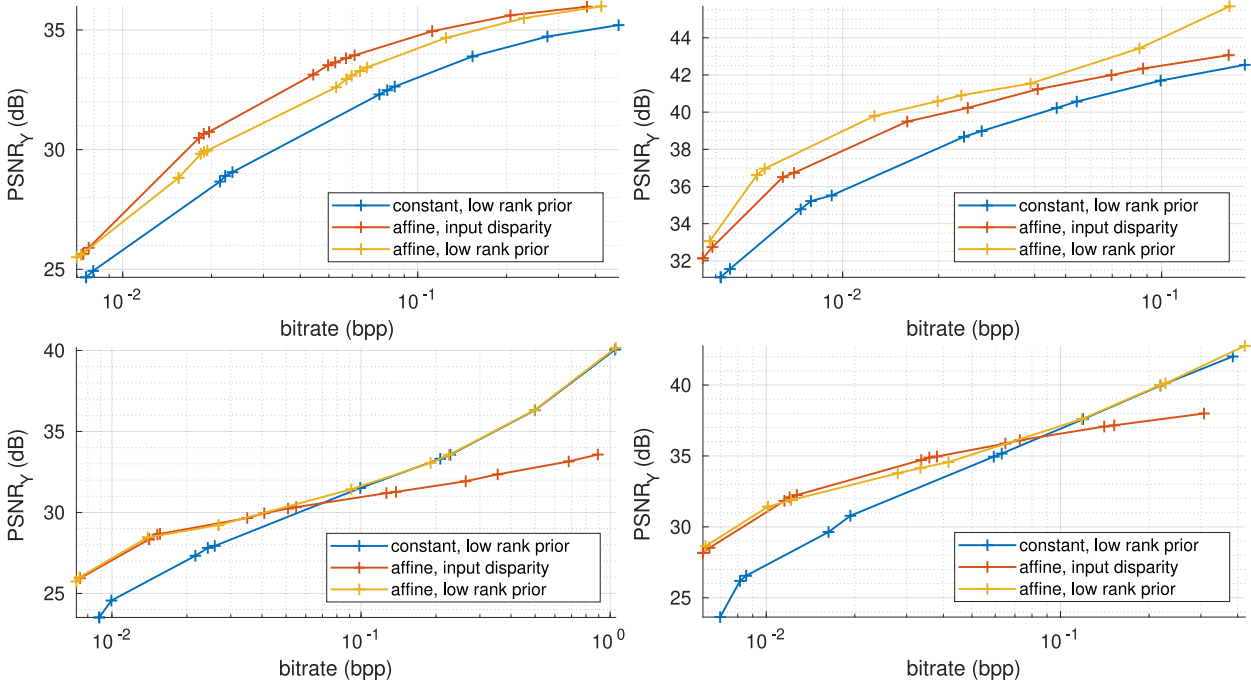 35
30
25
PSNR_Y (dB)
10^-2
10^-1
bitrate (bpp)
constant, low rank prior
affine, input disparity
affine, low rank prior
44
42
40
38
36
34
32
PSNR_Y (dB)
10^-2
10^-1
bitrate (bpp)
constant, low rank prior
affine, input disparity
affine, low rank prior
40
35
30
25
PSNR_Y (dB)
10^-2
10^-1
10^0
bitrate (bpp)
constant, low rank prior
affine, input disparity
affine, low rank prior
40
35
30
25
PSNR_Y (dB)
10^-2
10^-1
bitrate (bpp)
constant, low rank prior
affine, input disparity
affine, low rank prior